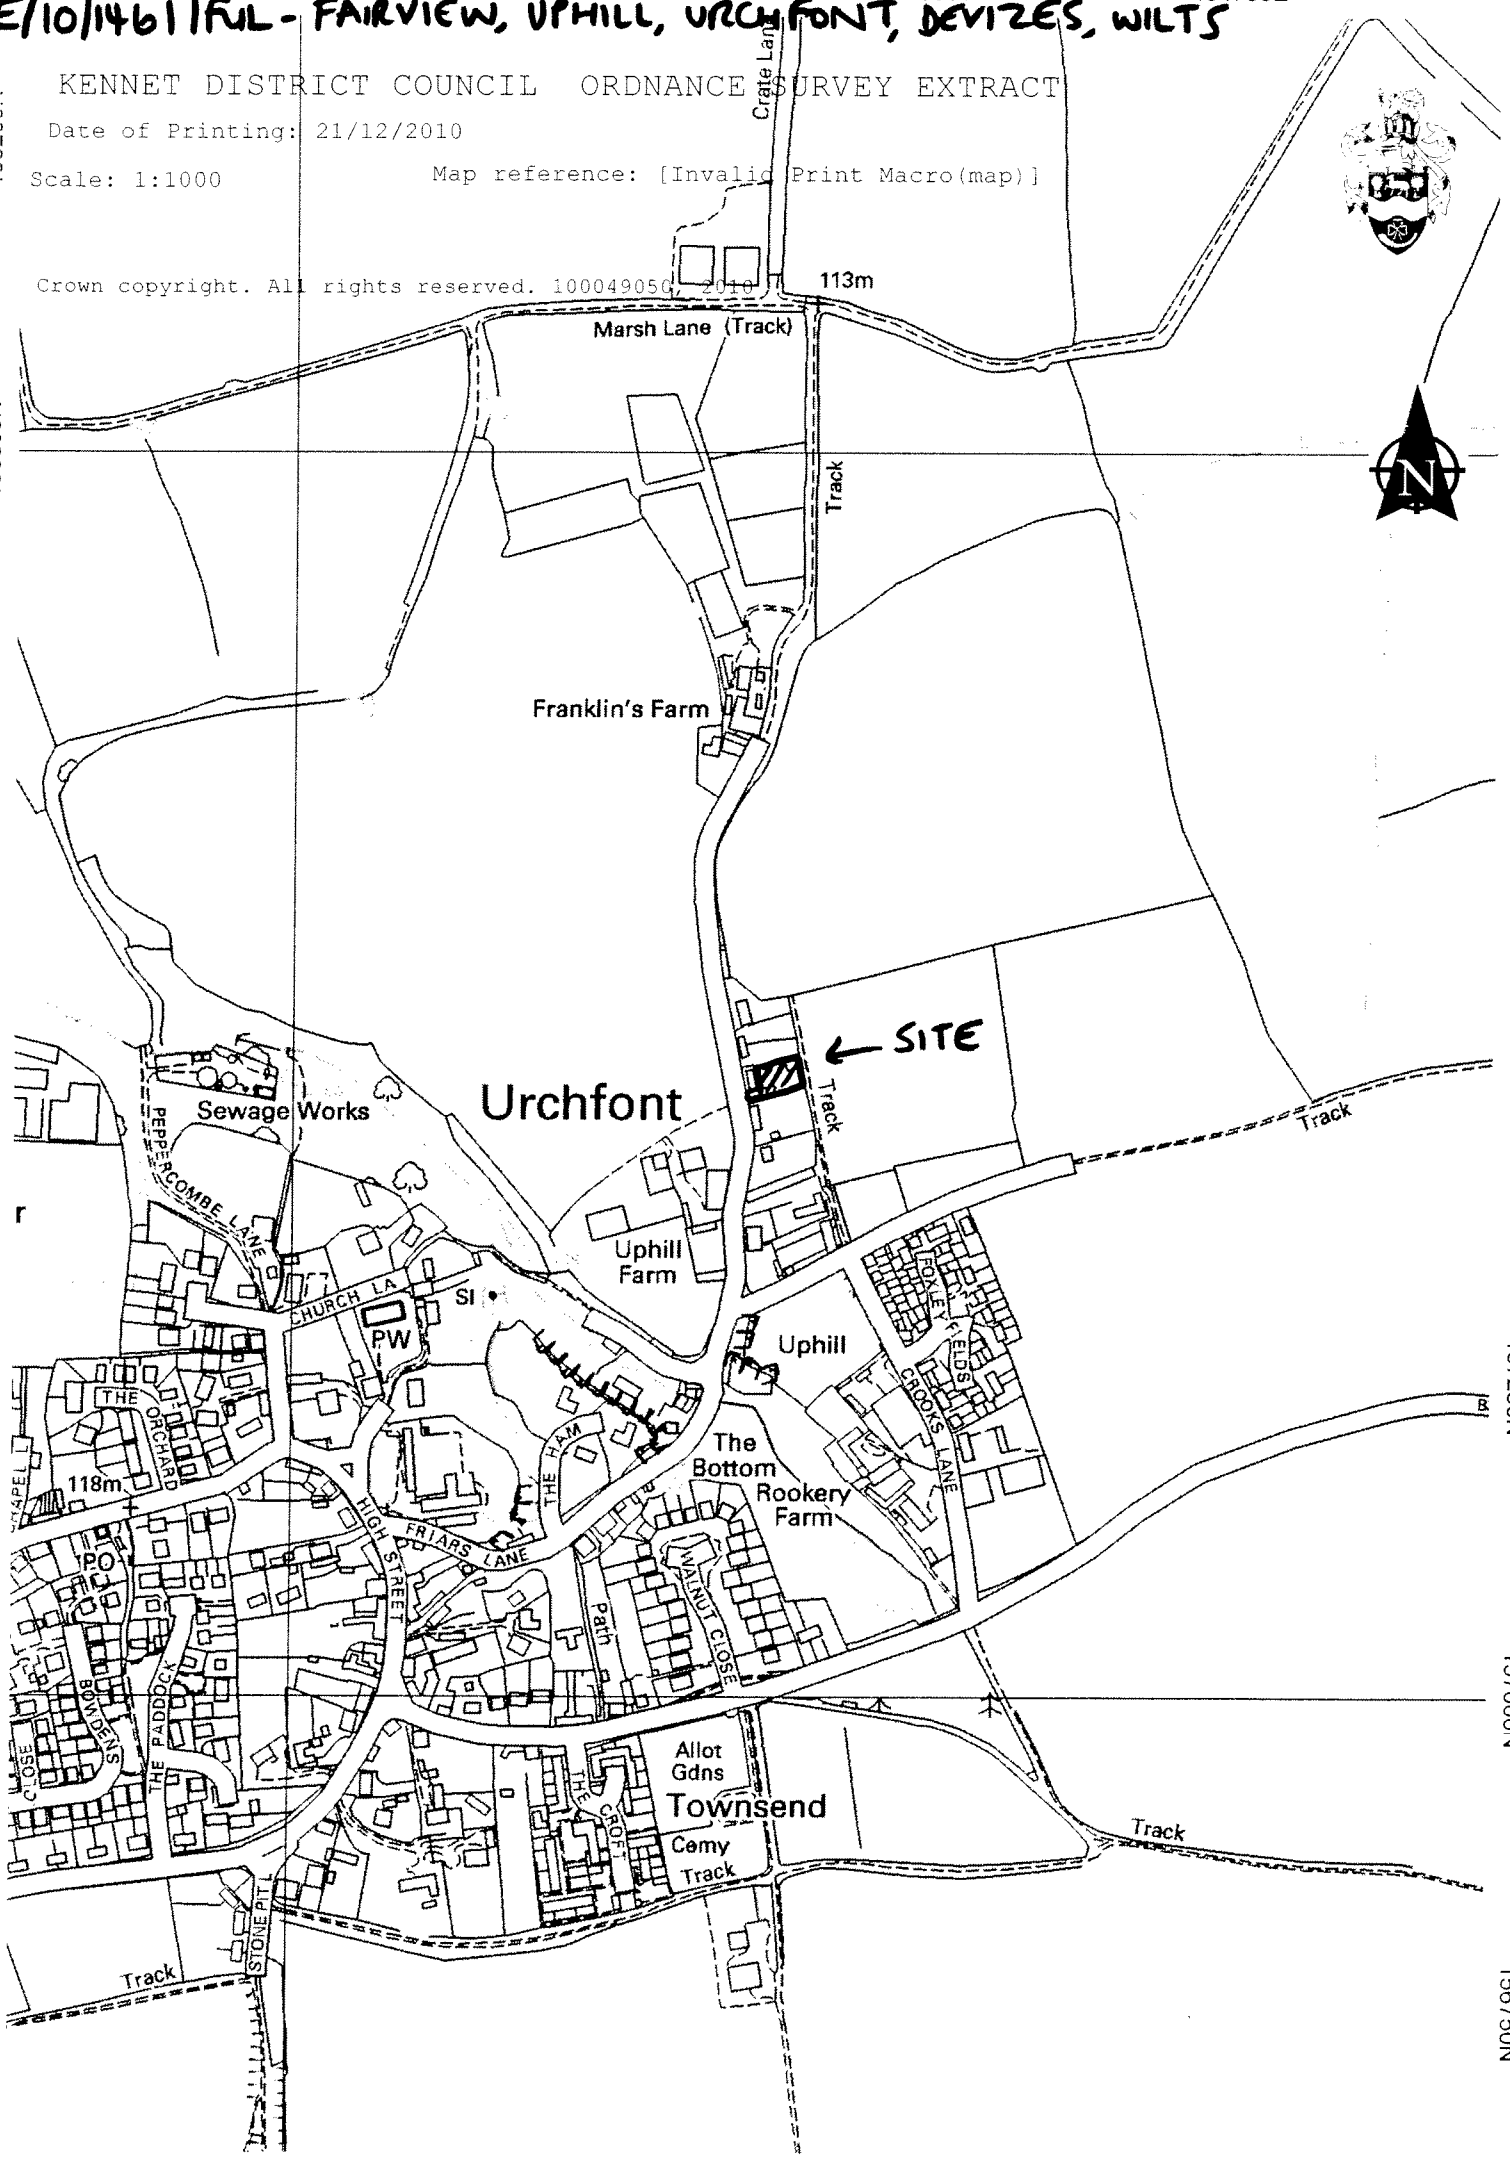 E/10/1461/FUL - FAIRVIEW, UPHILL, URCHFONT, DEVIZES, WILTS
KENNET DISTRICT COUNCIL ORDNANCE SURVEY EXTRACT
Date of Printing: 21/12/2010
Scale: 1:1000
Map reference: [Invalid Print Macro(map)]
Crown copyright. All rights reserved. 100049050, 2010
Crate Lan
113m
Marsh Lane (Track)
N
Track
Franklin's Farm
← SITE
Urchfont
Track
Sewage Works
Track
PEPPERCOMBE LANE
r
Uphill
Farm
FOXLEY FIELDS
CHURCH LA
SI
PW
Uphill
CROOKS LANE
THE ORCHARD
THE HAM
The
Bottom
B
118m
Rookery
Farm
HIGH STREET
FRIARS LANE
PO
WALNUT CLOSE
Path
BOWDENS
THE PADDOCK
CLOSE
Allot
Gdns
THE CROFT
Townsend
Cemy
Track
Track
STONE PIT L
Track